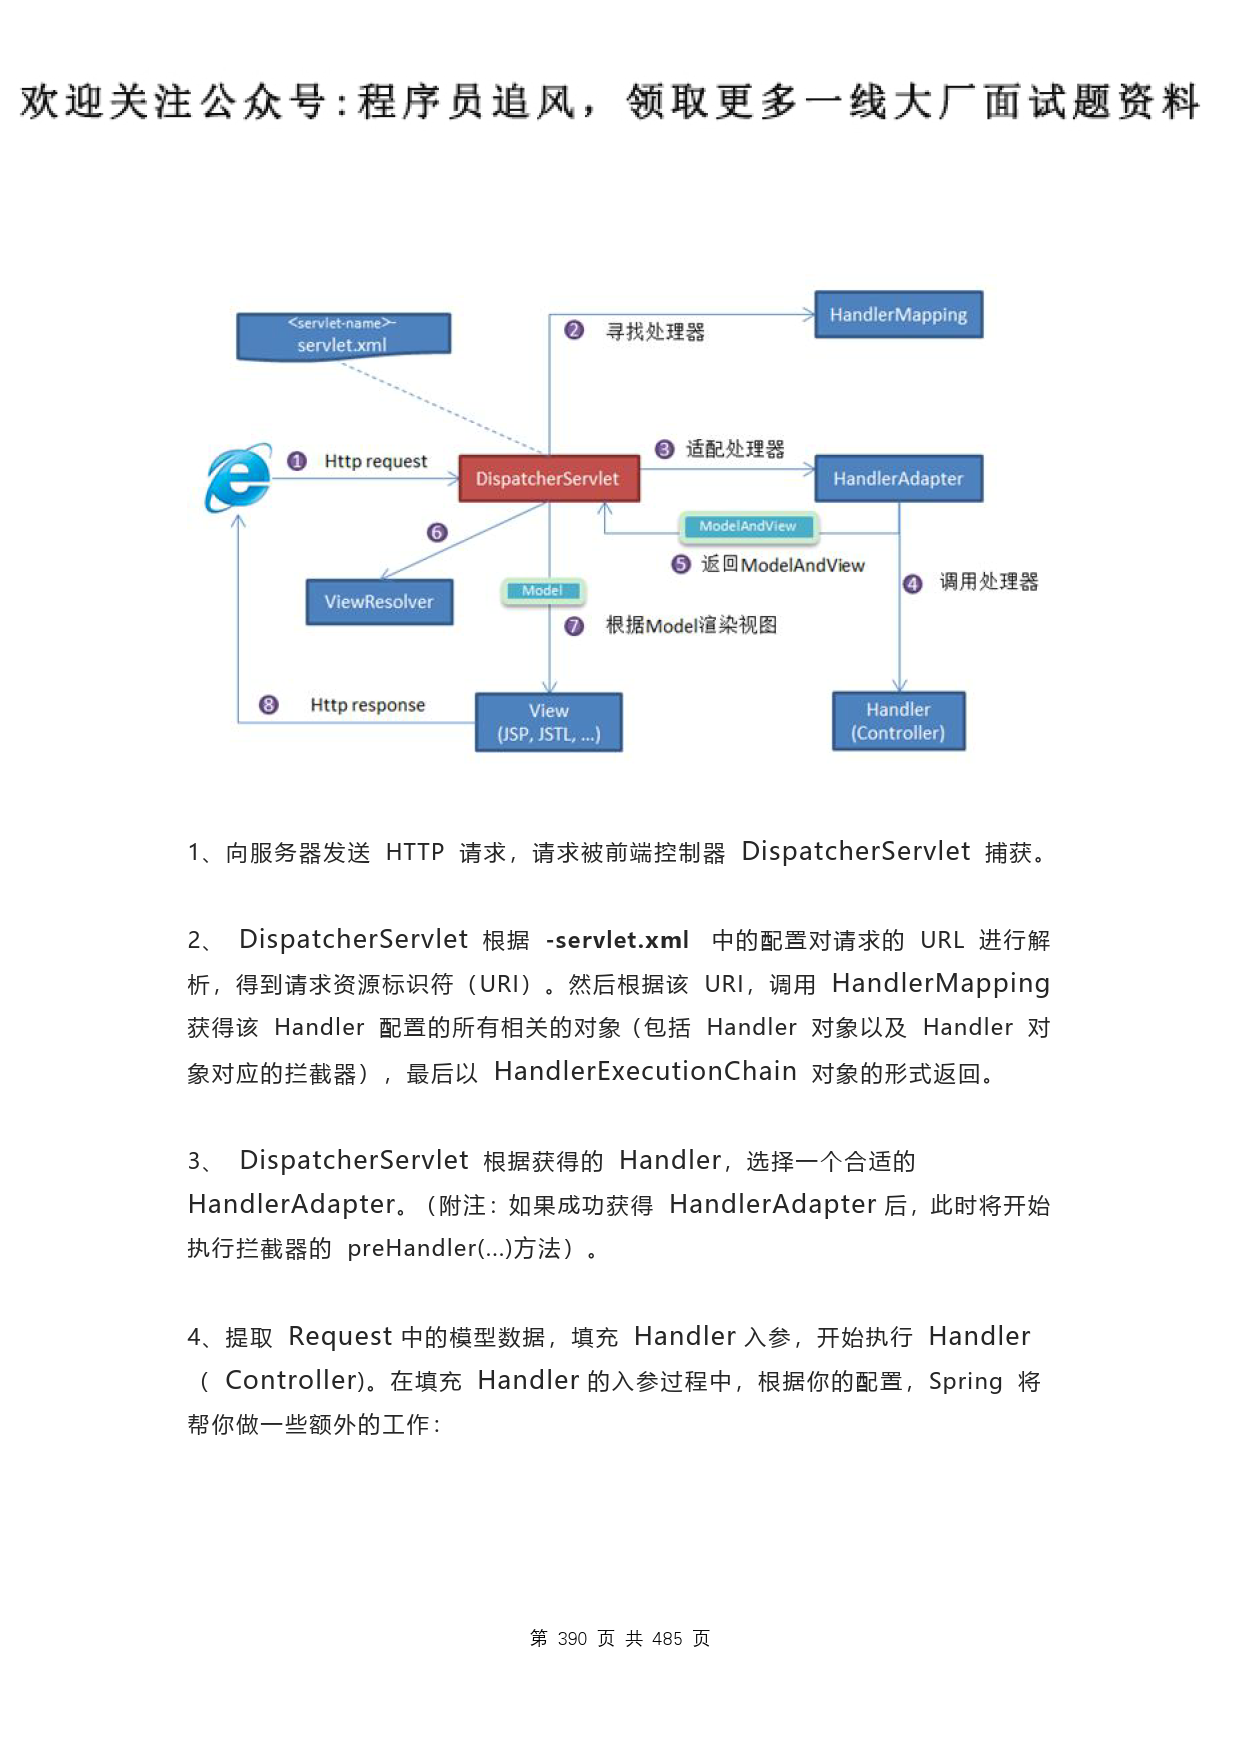 欢迎关注公众号:程序员追风，领取更多一线大厂面试题资料
<servlet-name>-
servlet.xml
HandlerMapping
② 寻找处理器
① Http request
DispatcherServlet
③ 适配处理器
HandlerAdapter
⑥
ModelAndView
⑤ 返回ModelAndView
④ 调用处理器
ViewResolver
Model
⑦ 根据Model渲染视图
⑧ Http response
View
(JSP, JSTL, ...)
Handler
(Controller)
1、向服务器发送 HTTP 请求，请求被前端控制器 DispatcherServlet 捕获。
2、 DispatcherServlet 根据 -servlet.xml 中的配置对请求的 URL 进行解
析，得到请求资源标识符（URI）。然后根据该 URI，调用 HandlerMapping
获得该 Handler 配置的所有相关的对象（包括 Handler 对象以及 Handler 对
象对应的拦截器），最后以 HandlerExecutionChain 对象的形式返回。
3、 DispatcherServlet 根据获得的 Handler，选择一个合适的
HandlerAdapter。（附注：如果成功获得 HandlerAdapter 后，此时将开始
执行拦截器的 preHandler(...)方法）。
4、提取 Request 中的模型数据，填充 Handler 入参，开始执行 Handler
（ Controller)。在填充 Handler 的入参过程中，根据你的配置，Spring 将
帮你做一些额外的工作：
第 390 页 共 485 页